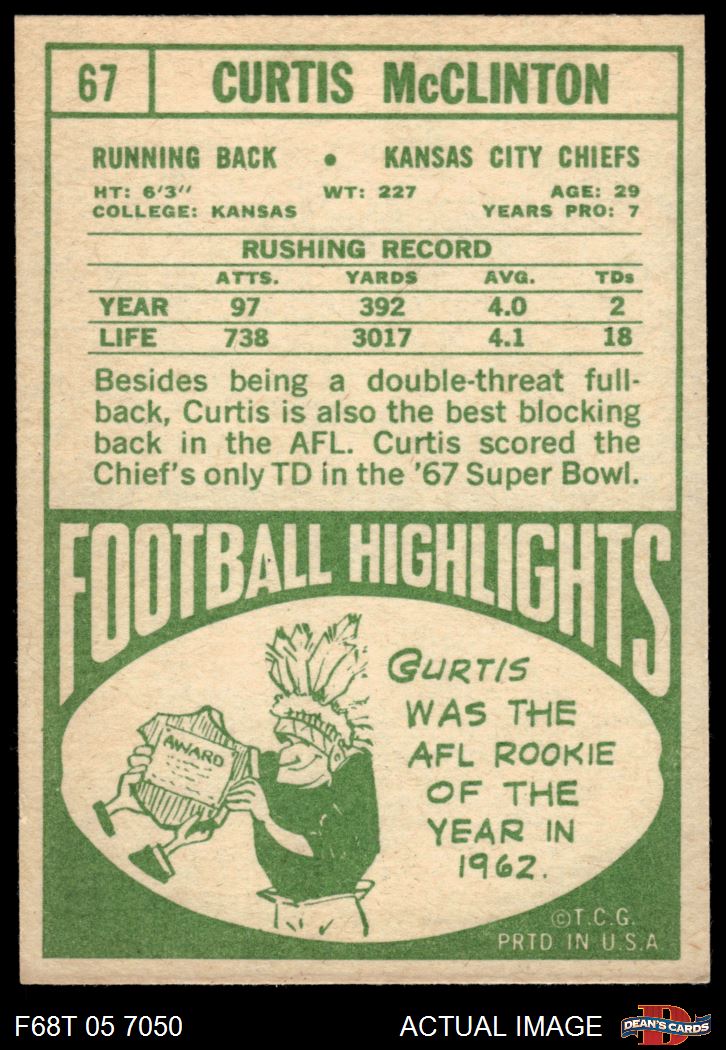 67 CURTIS McCLINTON
RUNNING BACK • KANSAS CITY CHIEFS
HT: 6'3" WT: 227 AGE: 29
COLLEGE: KANSAS YEARS PRO: 7
RUSHING RECORD
ATTS. YARDS AVG. TDs
YEAR 97 392 4.0 2
LIFE 738 3017 4.1 18
Besides being a double-threat full-
back, Curtis is also the best blocking
back in the AFL. Curtis scored the
Chief's only TD in the '67 Super Bowl.
FOOTBALL HIGHLIGHTS
AWARD
CURTIS
WAS THE
AFL ROOKIE
OF THE
YEAR IN
1962.
©T.C.G.
PRTD IN U.S.A
F68T 05 7050 ACTUAL IMAGE D DEAN'S CARDS